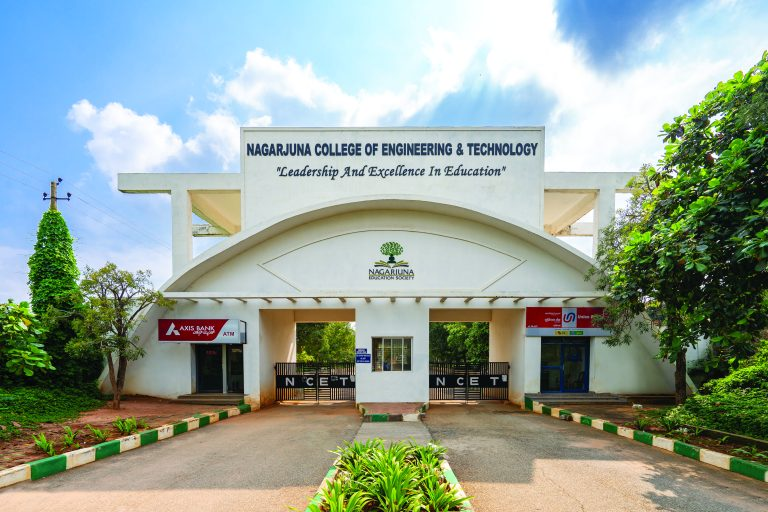 NAGARJUNA COLLEGE OF ENGINEERING & TECHNOLOGY
"Leadership And Excellence In Education"
NAGARJUNA
EDUCATION SOCIETY
AXIS BANK
ATM
NCET
NCET